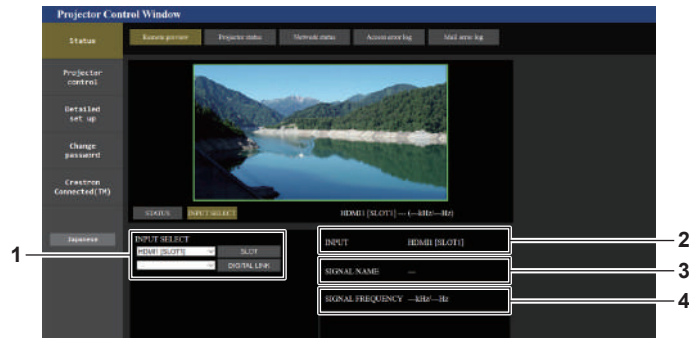 Projector Control Window
Status
Remote preview
Projector status
Network status
Access error log
Mail error log
Projector
control
Detailed
set up
Change
password
Crestron
Connected(TM)
Japanese
STATUS
INPUT SELECT
HDMI1 [SLOT1] — (—kHz/—Hz)
1
INPUT SELECT
HDMI1 [SLOT1]
SLOT
DIGITAL LINK
INPUT HDMI1 [SLOT1]
2
SIGNAL NAME —
3
SIGNAL FREQUENCY —kHz/—Hz
4